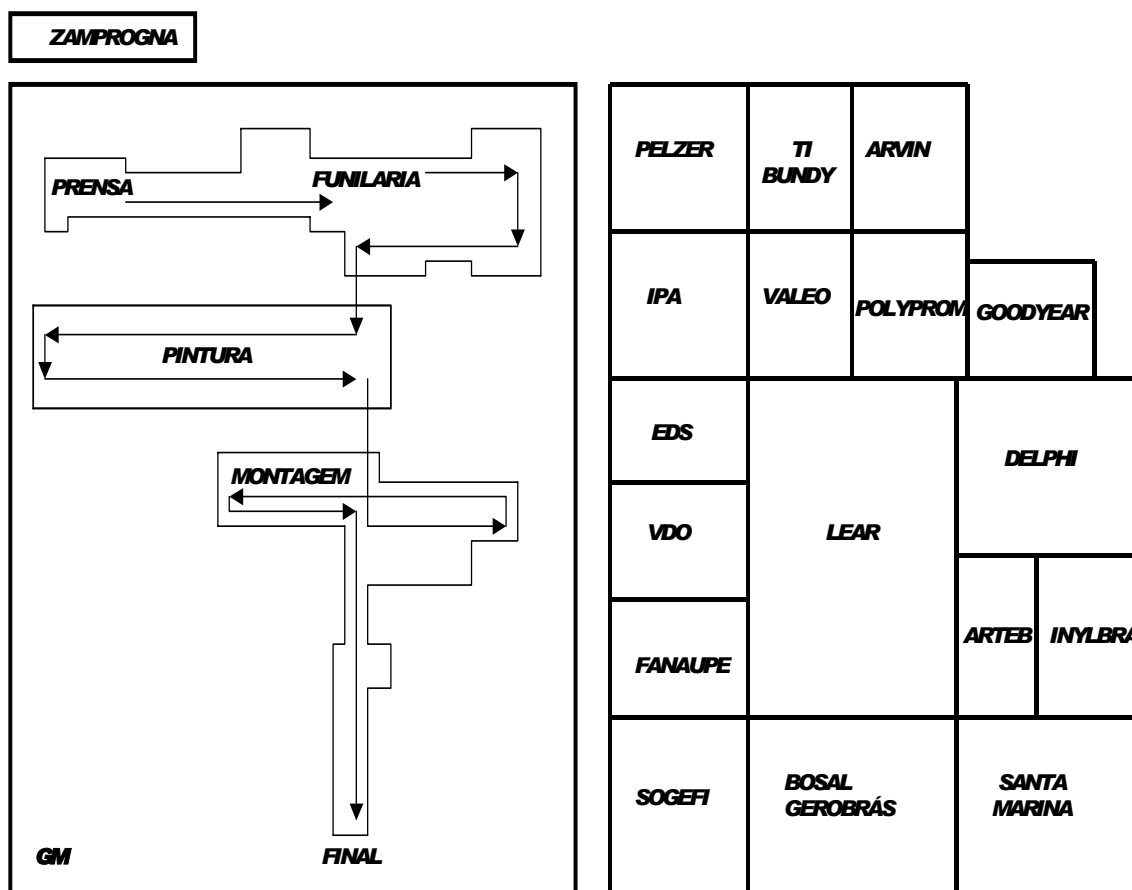 ZAMPROGNA
PRENSA
FUNILARIA
PINTURA
MONTAGEM
GM
FINAL
PELZER
TI
BUNDY
ARVIN
IPA
VALEO
POLYPROM
GOODYEAR
EDS
DELPHI
VDO
LEAR
FANAUPE
ARTEB
INYLBRA
SOGEFI
BOSAL
GEROBRÁS
SANTA
MARINA